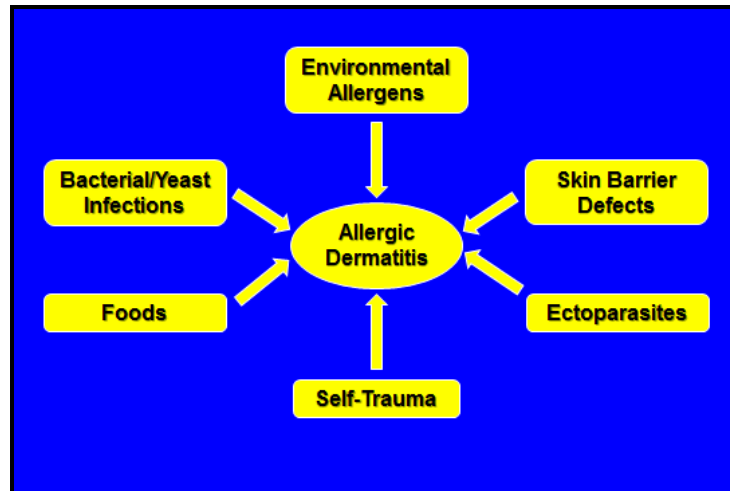 Environmental
Allergens
Bacterial/Yeast
Infections
Skin Barrier
Defects
Allergic
Dermatitis
Foods
Ectoparasites
Self-Trauma